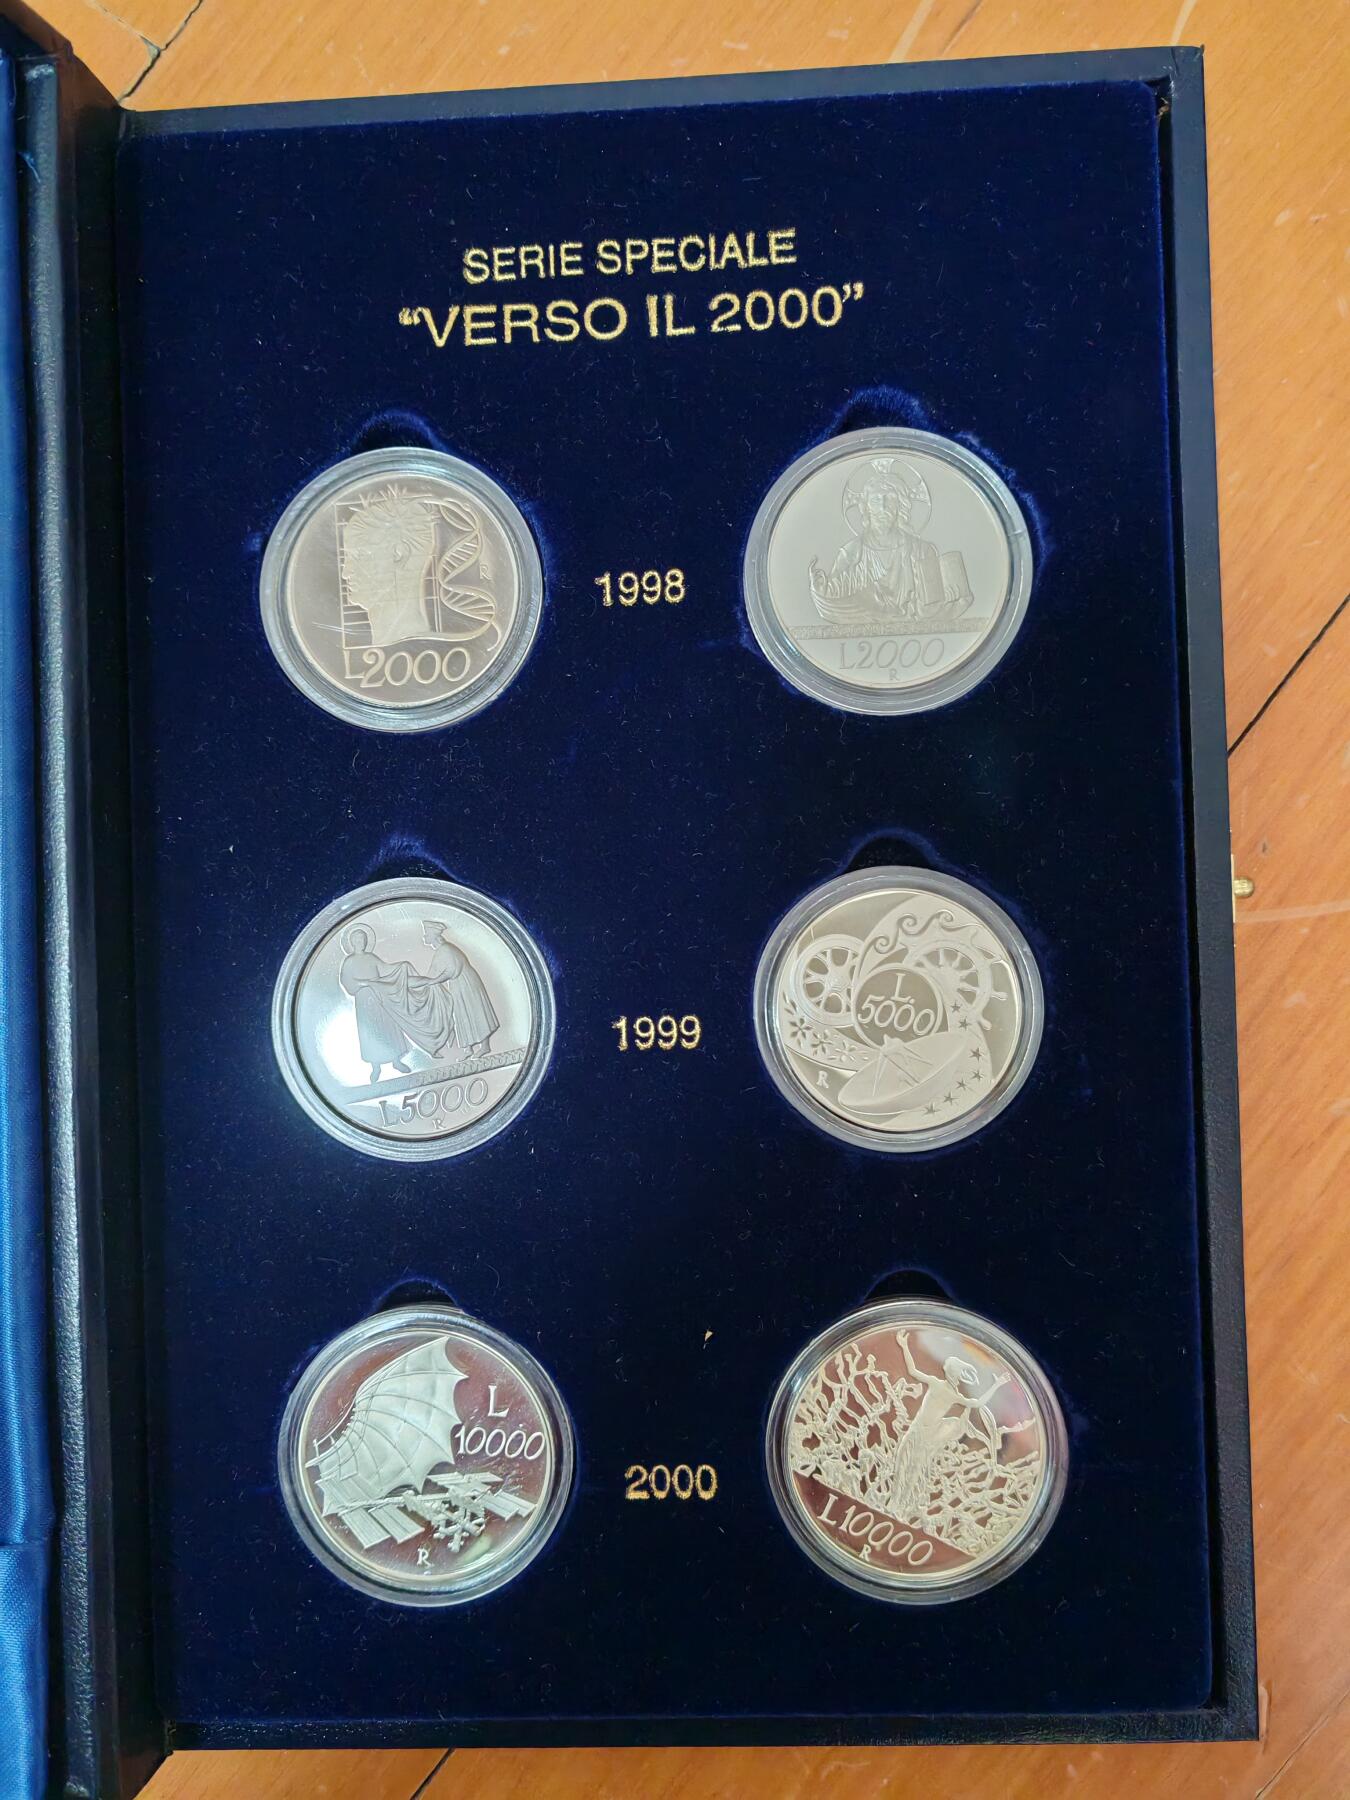 SERIE SPECIALE
“VERSO IL 2000”
R
L2000
1998
L2000
R
L5000
R
1999
L.
5000
R
L
10000
R
2000
L10000
R